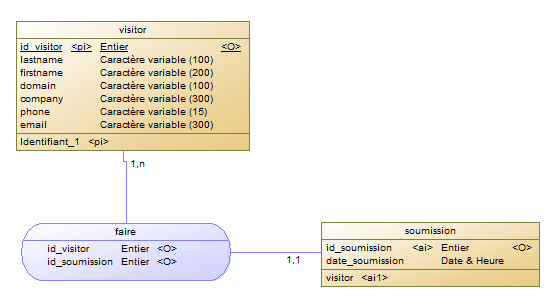 visitor
id_visitor <pi> Entier <O>
lastname Caractère variable (100)
firstname Caractère variable (200)
domain Caractère variable (100)
company Caractère variable (300)
phone Caractère variable (15)
email Caractère variable (300)
Identifiant_1 <pi>
1,n
faire
id_visitor Entier <O>
id_soumission Entier <O>
1,1
soumission
id_soumission <ai> Entier <O>
date_soumission Date & Heure
visitor <ai1>